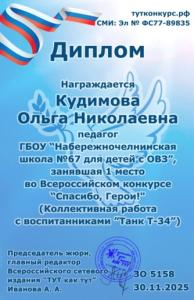 тутконкурс.рф
СМИ: Эл № ФС77-89835
Диплом
Награждается
Кудимова
Ольга Николаевна
педагог
ГБОУ "Набережночелнинская
школа №67 для детей с ОВЗ",
занявшая 1 место
во Всероссийском конкурсе
"Спасибо, Герои!"
(Коллективная работа
с воспитанниками "Танк Т-34")
Председатель жюри,
главный редактор
Всероссийского сетевого
издания "ТУТ как тут"
Иванова А. А.
ЗО 5158
30.11.2025